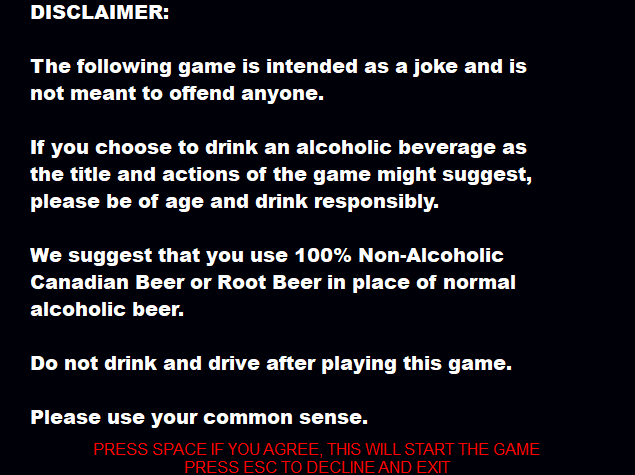 DISCLAIMER:
The following game is intended as a joke and is
not meant to offend anyone.
If you choose to drink an alcoholic beverage as
the title and actions of the game might suggest,
please be of age and drink responsibly.
We suggest that you use 100% Non-Alcoholic
Canadian Beer or Root Beer in place of normal
alcoholic beer.
Do not drink and drive after playing this game.
Please use your common sense.
PRESS SPACE IF YOU AGREE, THIS WILL START THE GAME
PRESS ESC TO DECLINE AND EXIT